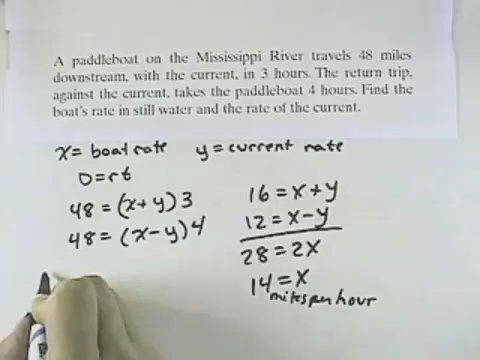 A paddleboat on the Mississippi River travels 48 miles
downstream, with the current, in 3 hours. The return trip,
against the current, takes the paddleboat 4 hours. Find the
boat's rate in still water and the rate of the current.
x = boat rate y = current rate
D = rt
48 = (x+y)3
48 = (x-y)4
16 = x+y
12 = x-y
28 = 2x
14 = x
miles per hour